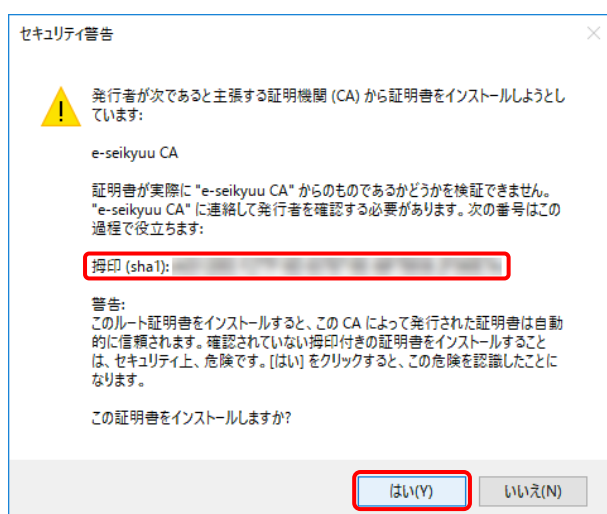 セキュリティ警告
発行者が次であると主張する証明機関 (CA) から証明書をインストールしようとし
ています:
e-seikyuu CA
証明書が実際に "e-seikyuu CA" からのものであるかどうかを検証できません。
"e-seikyuu CA" に連絡して発行者を確認する必要があります。次の番号はこの
過程で役立ちます:
拇印 (sha1):
警告:
このルート証明書をインストールすると、この CA によって発行された証明書は自動
的に信頼されます。確認されていない拇印付きの証明書をインストールすること
は、セキュリティ上、危険です。[はい] をクリックすると、この危険を認識したことに
なります。
この証明書をインストールしますか?
はい(Y)
いいえ(N)